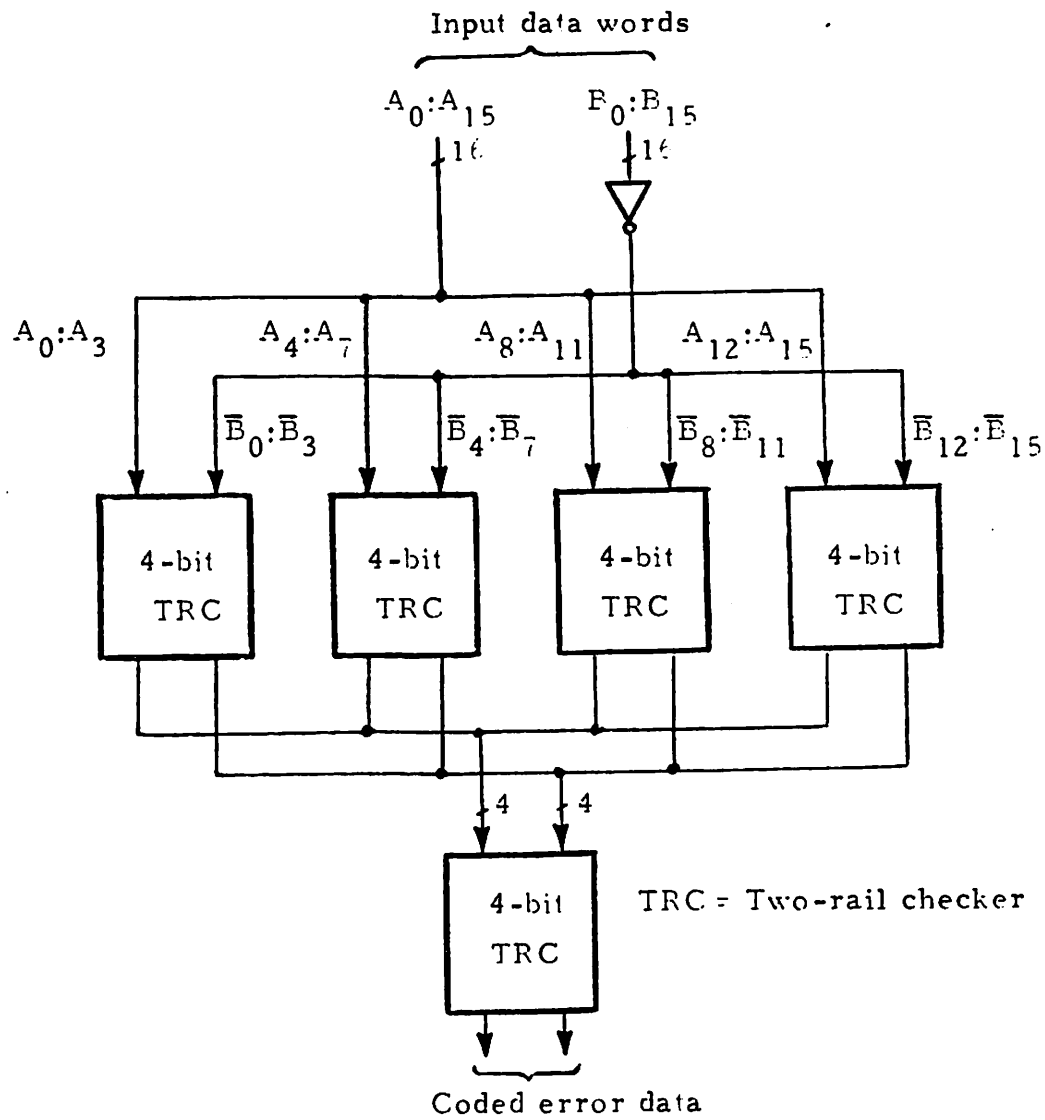 Input data words
A0:A15 B0:B15
16 16
A0:A3 A4:A7 A8:A11 A12:A15
B̅0:B̅3 B̅4:B̅7 B̅8:B̅11 B̅12:B̅15
4-bit 4-bit 4-bit 4-bit
TRC TRC TRC TRC
4 4
4-bit
TRC
TRC = Two-rail checker
Coded error data